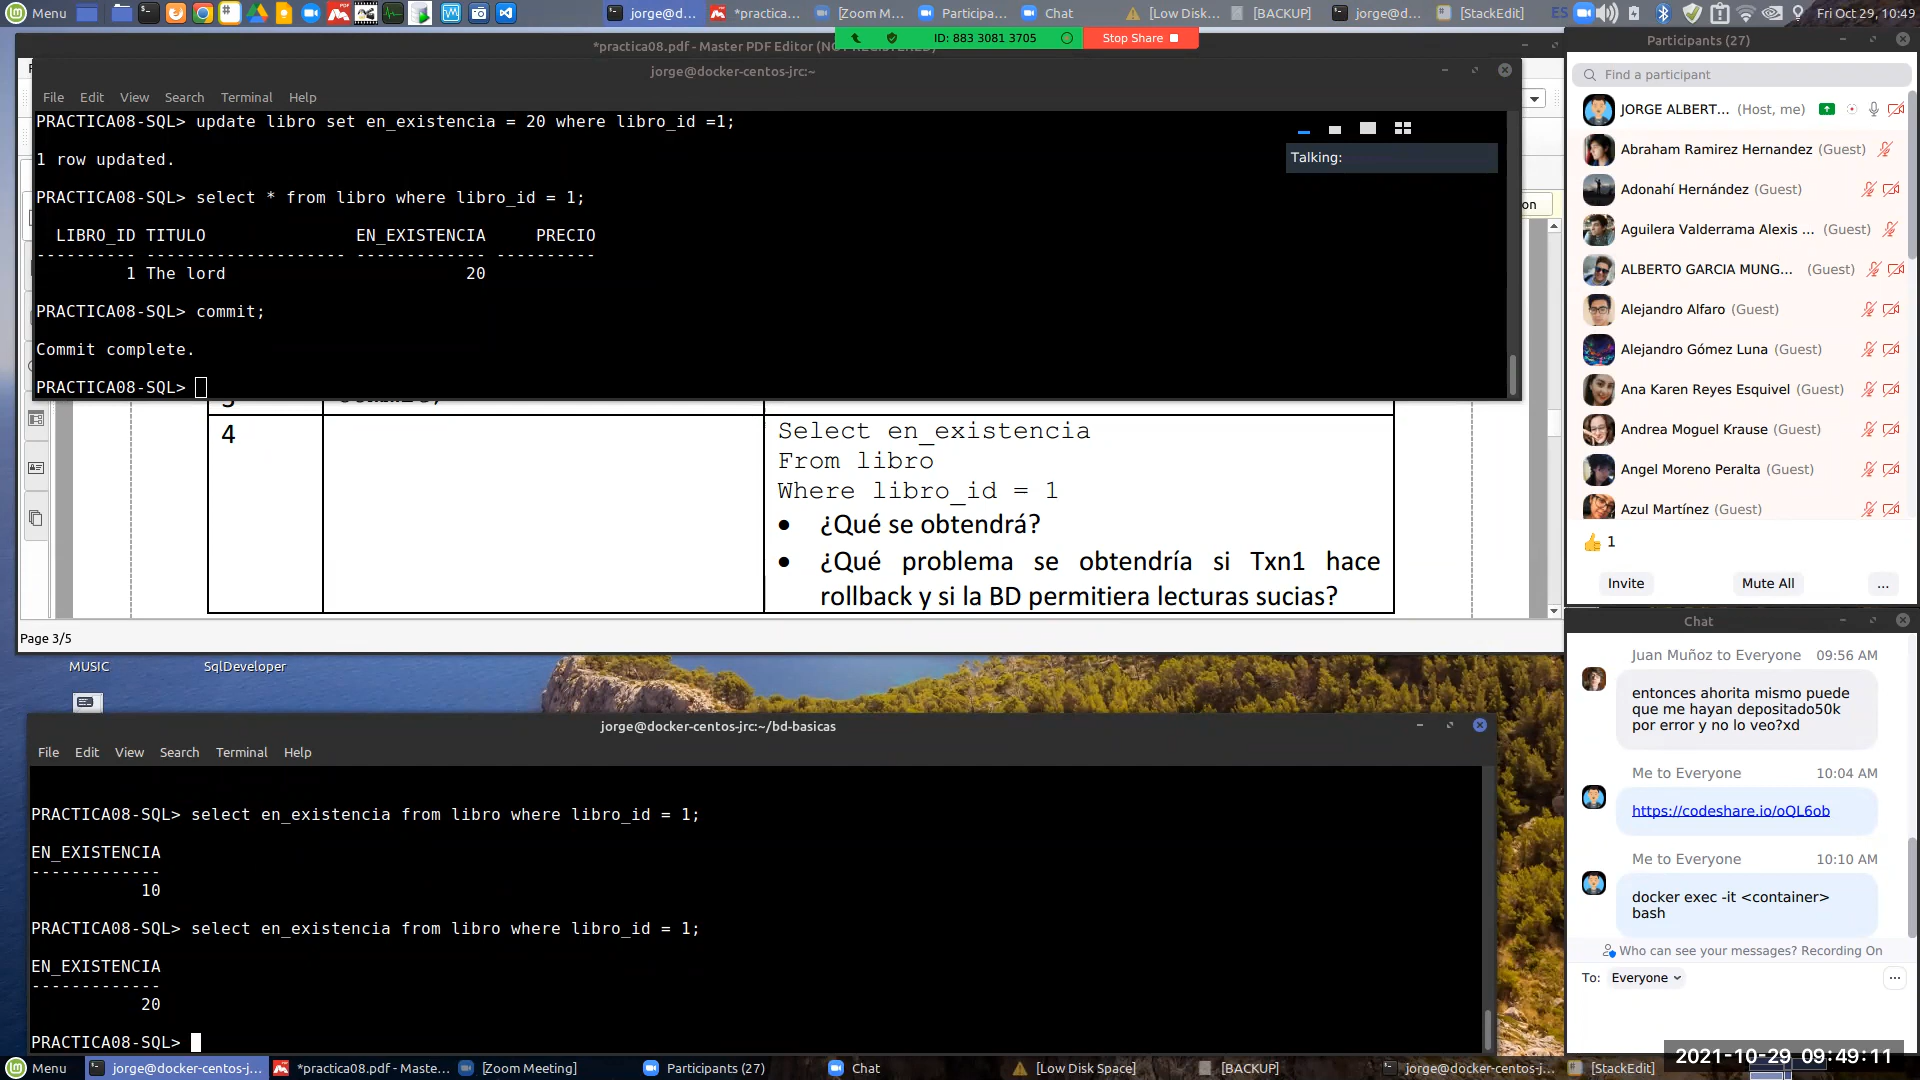 Menu
jorge@d...
*practica...
[Zoom M...
Participa...
Chat
[Low Disk...
[BACKUP]
jorge@d...
[StackEdit]
ES
Fri Oct 29, 10:49
*practica08.pdf - Master PDF Editor
ID: 883 3081 3705
Stop Share
jorge@docker-centos-jrc:~
File Edit View Search Terminal Help
PRACTICA08-SQL> update libro set en_existencia = 20 where libro_id =1;
1 row updated.
PRACTICA08-SQL> select * from libro where libro_id = 1;
LIBRO_ID TITULO EN_EXISTENCIA PRECIO
---------- -------------------- ------------- ----------
1 The lord 20
PRACTICA08-SQL> commit;
Commit complete.
PRACTICA08-SQL>
Talking:
on
4
Select en_existencia
From libro
Where libro_id = 1
• ¿Qué se obtendrá?
• ¿Qué problema se obtendría si Txn1 hace
rollback y si la BD permitiera lecturas sucias?
Page 3/5
MUSIC
SqlDeveloper
jorge@docker-centos-jrc:~/bd-basicas
File Edit View Search Terminal Help
PRACTICA08-SQL> select en_existencia from libro where libro_id = 1;
EN_EXISTENCIA
-------------
10
PRACTICA08-SQL> select en_existencia from libro where libro_id = 1;
EN_EXISTENCIA
-------------
20
PRACTICA08-SQL>
Participants (27)
Find a participant
JORGE ALBERT... (Host, me)
Abraham Ramirez Hernandez (Guest)
Adonahí Hernández (Guest)
Aguilera Valderrama Alexis ... (Guest)
ALBERTO GARCIA MUNG... (Guest)
Alejandro Alfaro (Guest)
Alejandro Gómez Luna (Guest)
Ana Karen Reyes Esquivel (Guest)
Andrea Moguel Krause (Guest)
Angel Moreno Peralta (Guest)
Azul Martínez (Guest)
👍 1
Invite
Mute All
...
Chat
Juan Muñoz to Everyone 09:56 AM
entonces ahorita mismo puede
que me hayan depositado50k
por error y no lo veo?xd
Me to Everyone 10:04 AM
https://codeshare.io/oQL6ob
Me to Everyone 10:10 AM
docker exec -it <container>
bash
Who can see your messages? Recording On
To: Everyone
...
Menu
jorge@docker-centos-j...
*practica08.pdf - Maste...
[Zoom Meeting]
Participants (27)
Chat
[Low Disk Space]
[BACKUP]
jorge@docker-centos-j...
[StackEdit]
2021-10-29 09:49:11